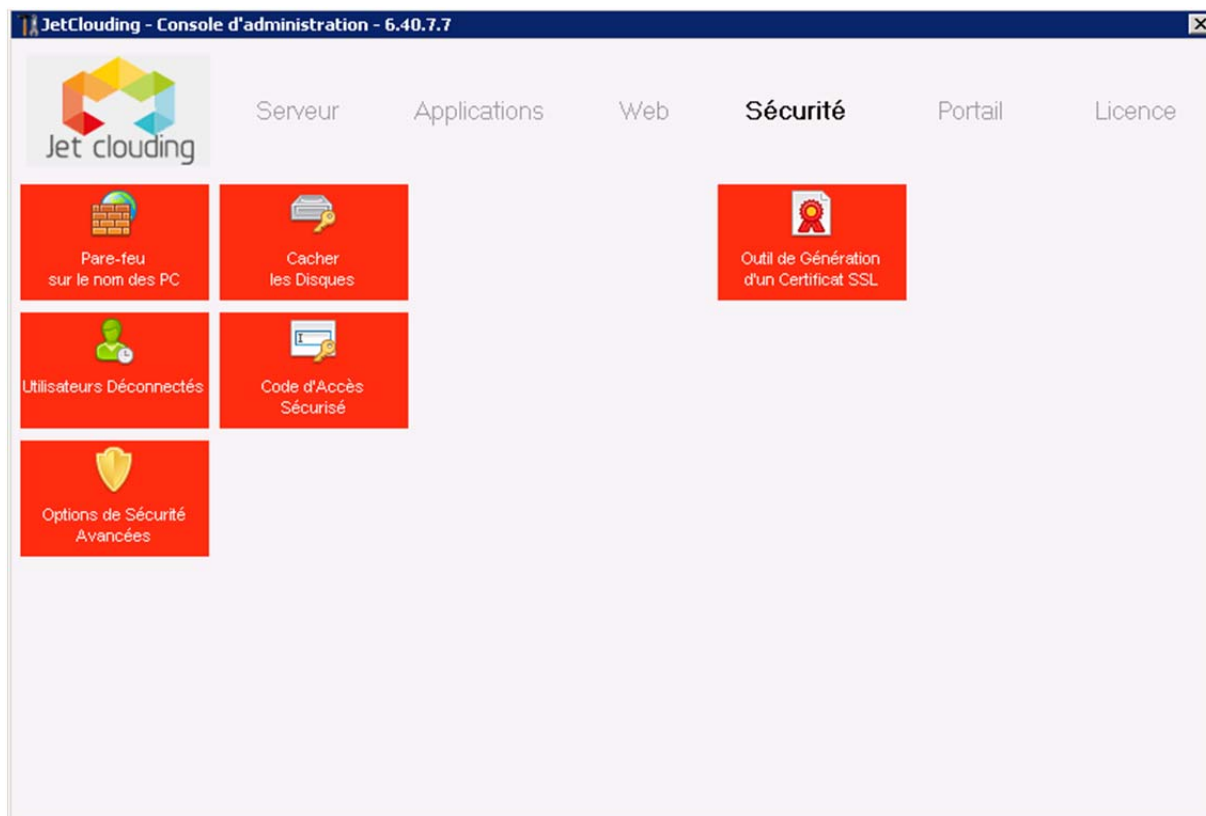 JetClouding - Console d'administration - 6.40.7.7
Jet clouding
Serveur
Applications
Web
Sécurité
Portail
Licence
Pare-feu
sur le nom des PC
Cacher
les Disques
Outil de Génération
d'un Certificat SSL
Utilisateurs Déconnectés
Code d'Accès
Sécurisé
Options de Sécurité
Avancées